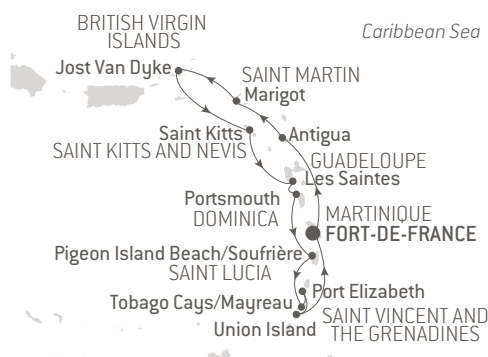 BRITISH VIRGIN
ISLANDS
Caribbean Sea
Jost Van Dyke
SAINT MARTIN
Marigot
Saint Kitts
Antigua
SAINT KITTS AND NEVIS
GUADELOUPE
Les Saintes
Portsmouth
DOMINICA
MARTINIQUE
FORT-DE-FRANCE
Pigeon Island Beach/Soufrière
SAINT LUCIA
Port Elizabeth
Tobago Cays/Mayreau
SAINT VINCENT AND
THE GRENADINES
Union Island